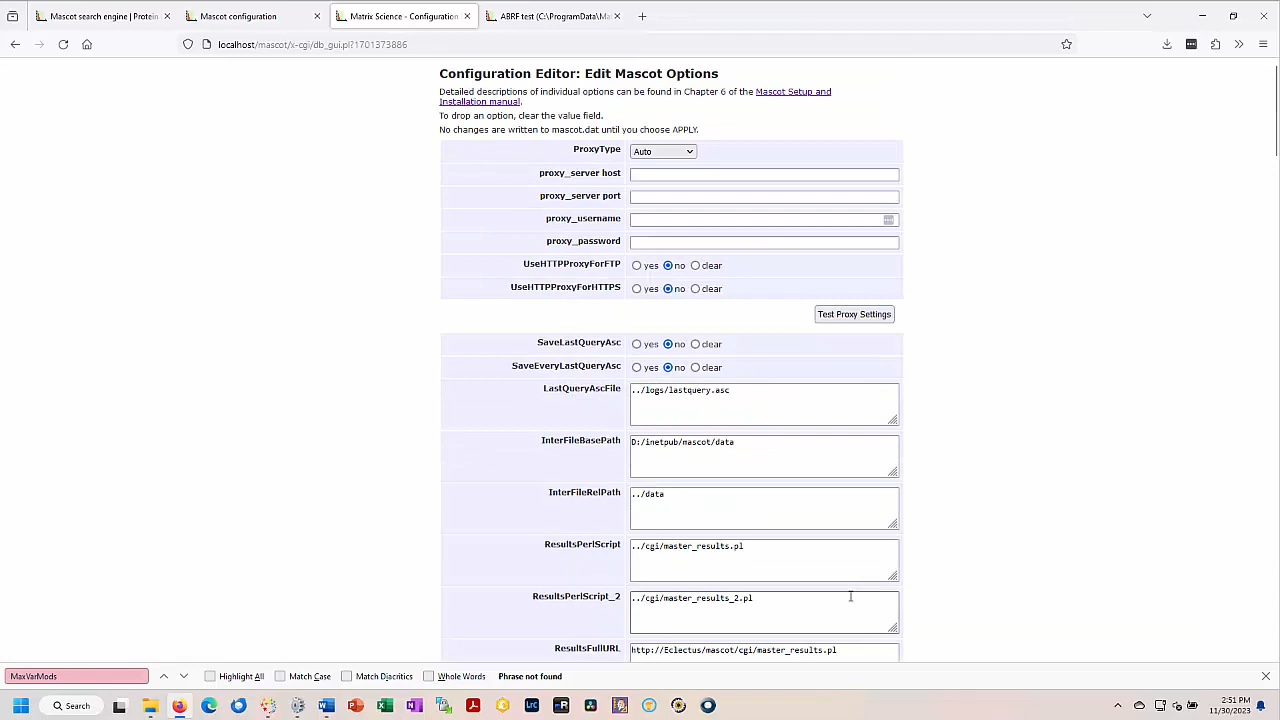 Mascot search engine | Protein
Mascot configuration
Matrix Science - Configuration
ABRF test (C:\ProgramData\Mat
localhost/mascot/x-cgi/db_gui.pl?1701373886
Configuration Editor: Edit Mascot Options
Detailed descriptions of individual options can be found in Chapter 6 of the Mascot Setup and
Installation manual.
To drop an option, clear the value field.
No changes are written to mascot.dat until you choose APPLY.
ProxyType Auto
proxy_server host
proxy_server port
proxy_username
proxy_password
UseHTTPProxyForFTP yes no clear
UseHTTPProxyForHTTPS yes no clear
Test Proxy Settings
SaveLastQueryAsc yes no clear
SaveEveryLastQueryAsc yes no clear
LastQueryAscFile ../logs/lastquery.asc
InterFileBasePath D:/inetpub/mascot/data
InterFileRelPath ../data
ResultsPerlScript ../cgi/master_results.pl
ResultsPerlScript_2 ../cgi/master_results_2.pl
ResultsFullURL http://Eclectus/mascot/cgi/master_results.pl
MaxVarMods Highlight All Match Case Match Diacritics Whole Words Phrase not found
Search
2:51 PM
11/30/2023